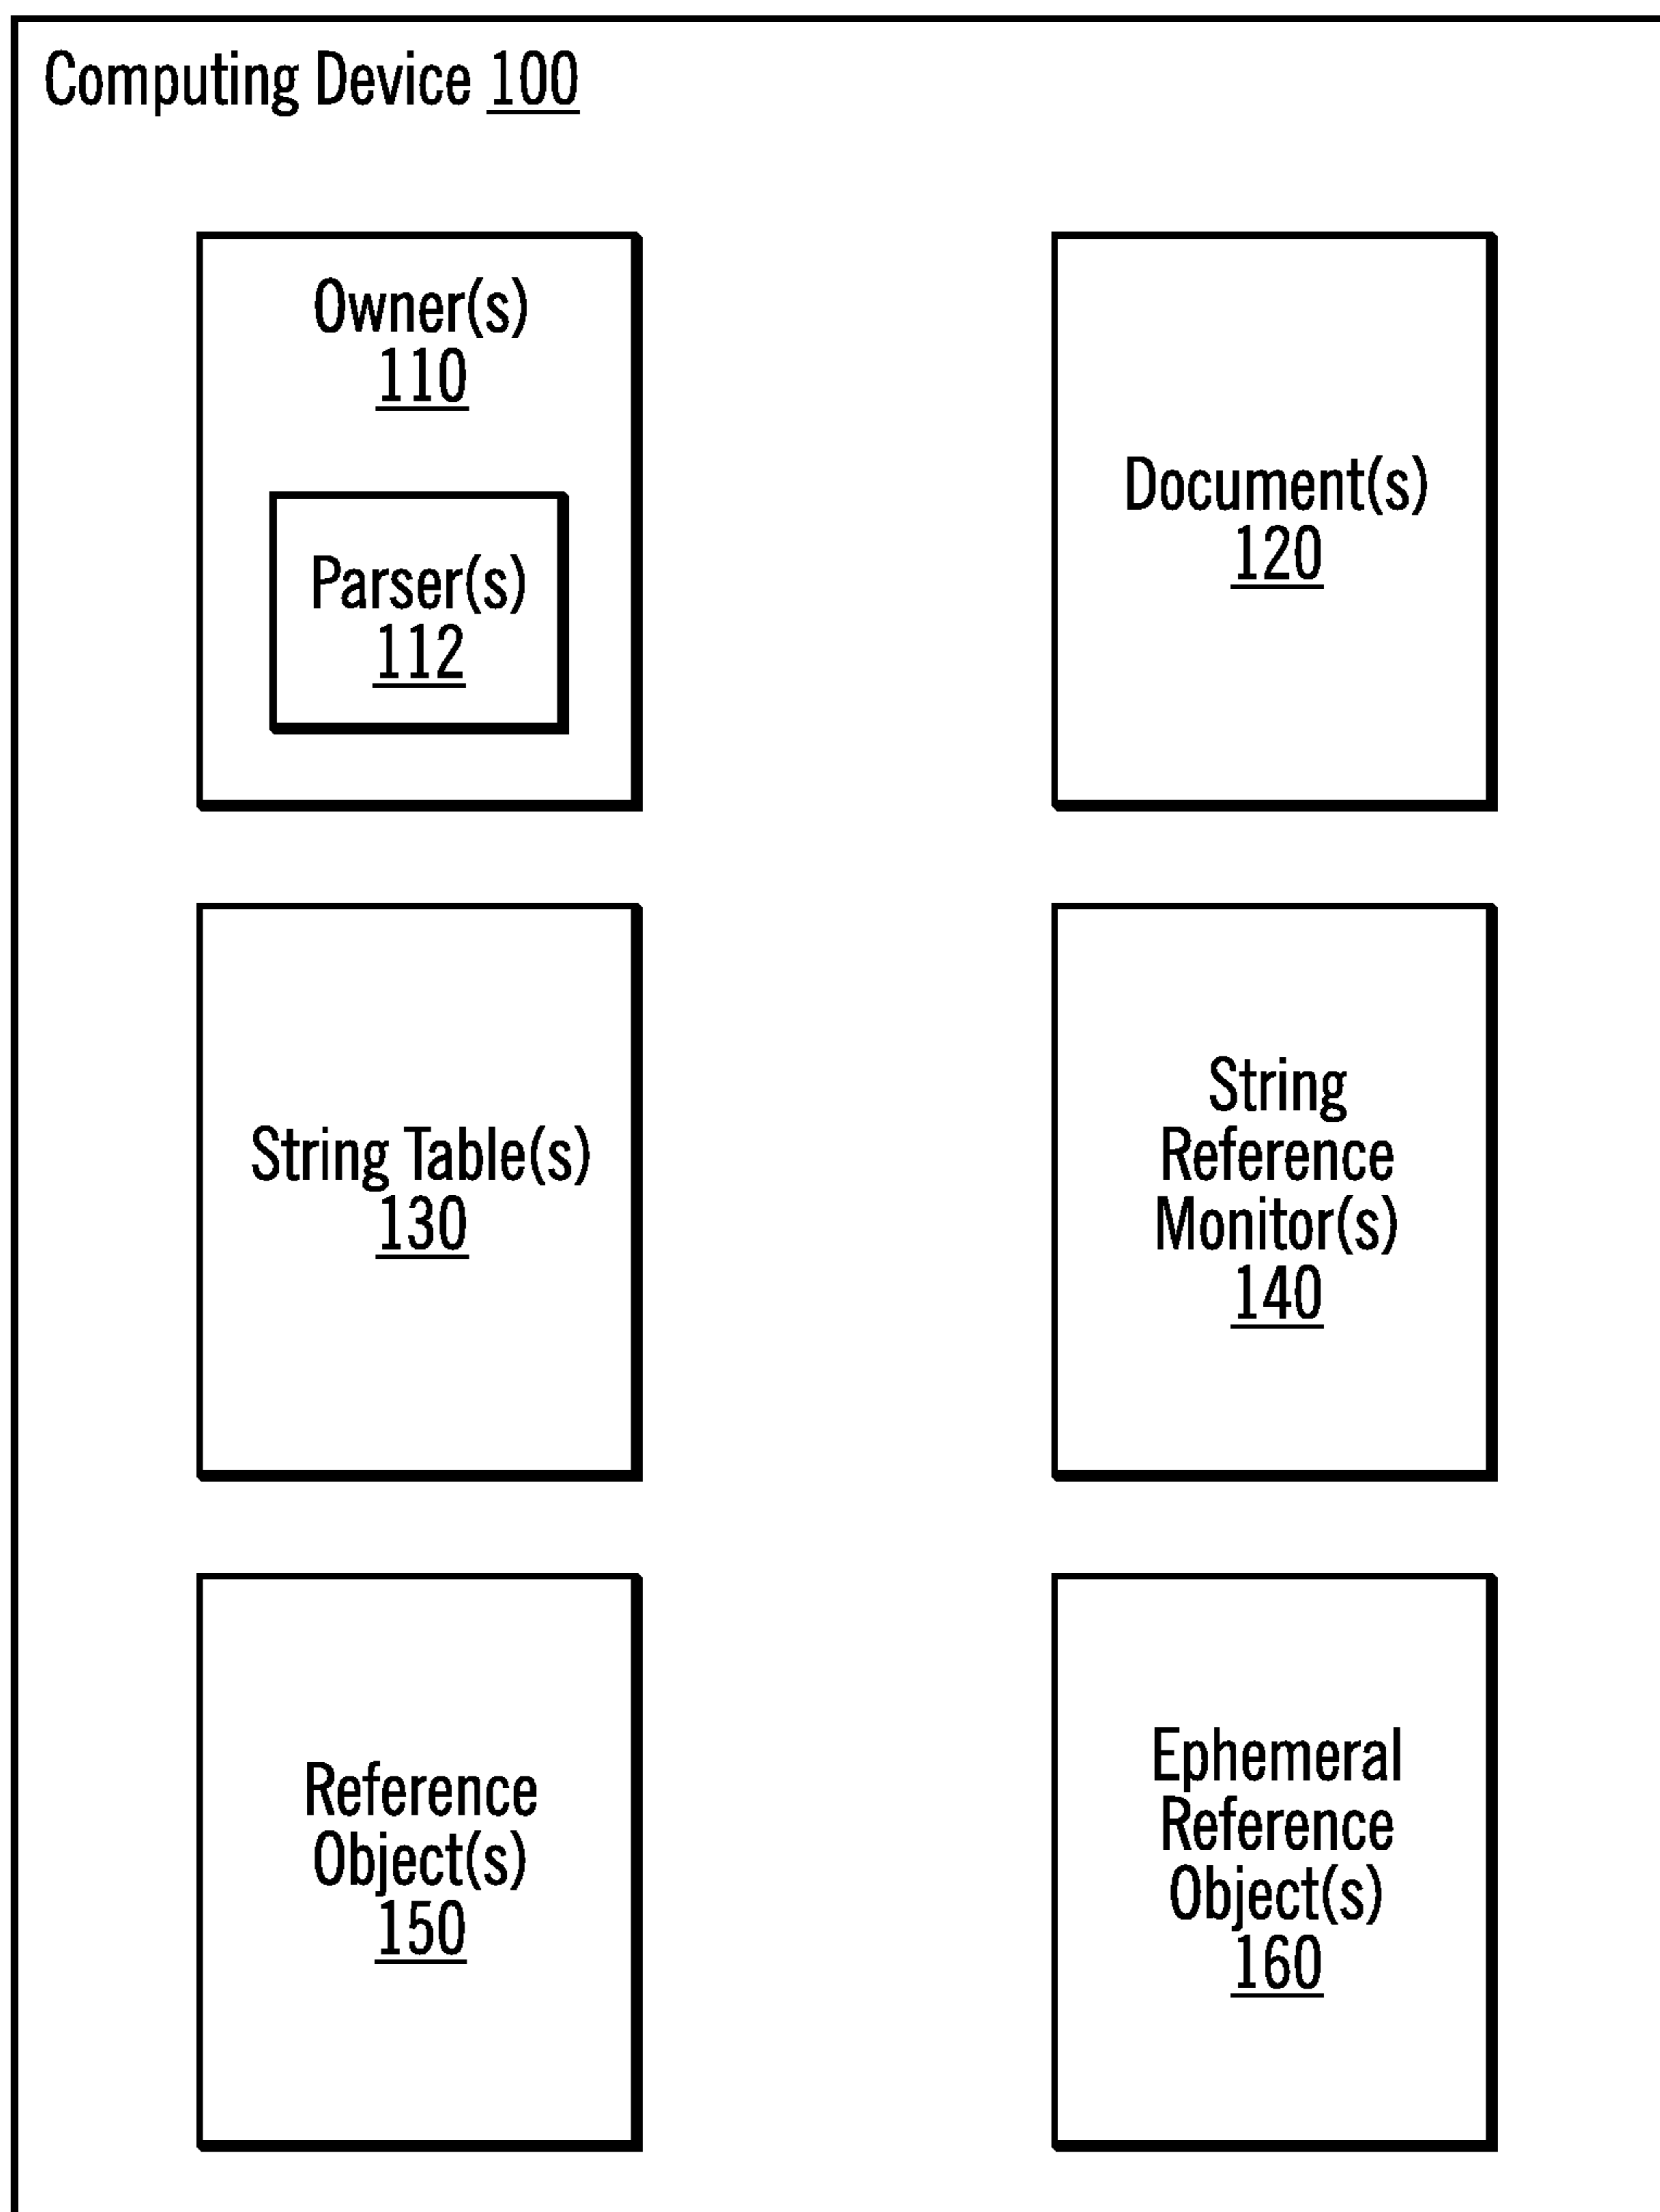 Computing Device 100
Owner(s)
110
Parser(s)
112
Document(s)
120
String Table(s)
130
String
Reference
Monitor(s)
140
Reference
Object(s)
150
Ephemeral
Reference
Object(s)
160